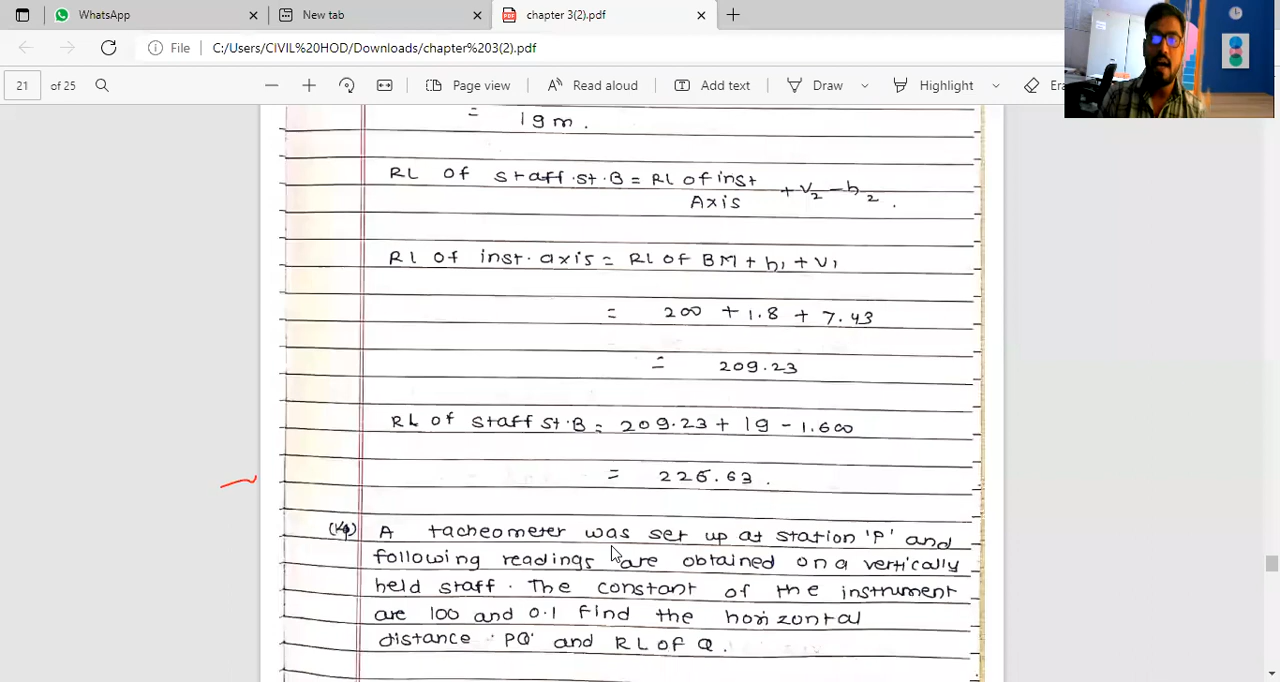 WhatsApp
New tab
chapter 3(2).pdf
File C:/Users/CIVIL%20HOD/Downloads/chapter%203(2).pdf
21 of 25
Page view
Read aloud
Add text
Draw
Highlight
Era
= 19m.
RL of staff.st.B = RL of inst Axis + V2 - h2.
RL of inst. axis = RL of BM + h1 + V1
= 200 + 1.8 + 7.43
= 209.23
RL of staff st.B = 209.23 + 19 - 1.600
= 226.63.
A tacheometer was set up at station 'P' and
following readings are obtained on a vertically
held staff. The constant of the instrument
are 100 and 0.1 find the horizontal
distance PQ and RL of Q.